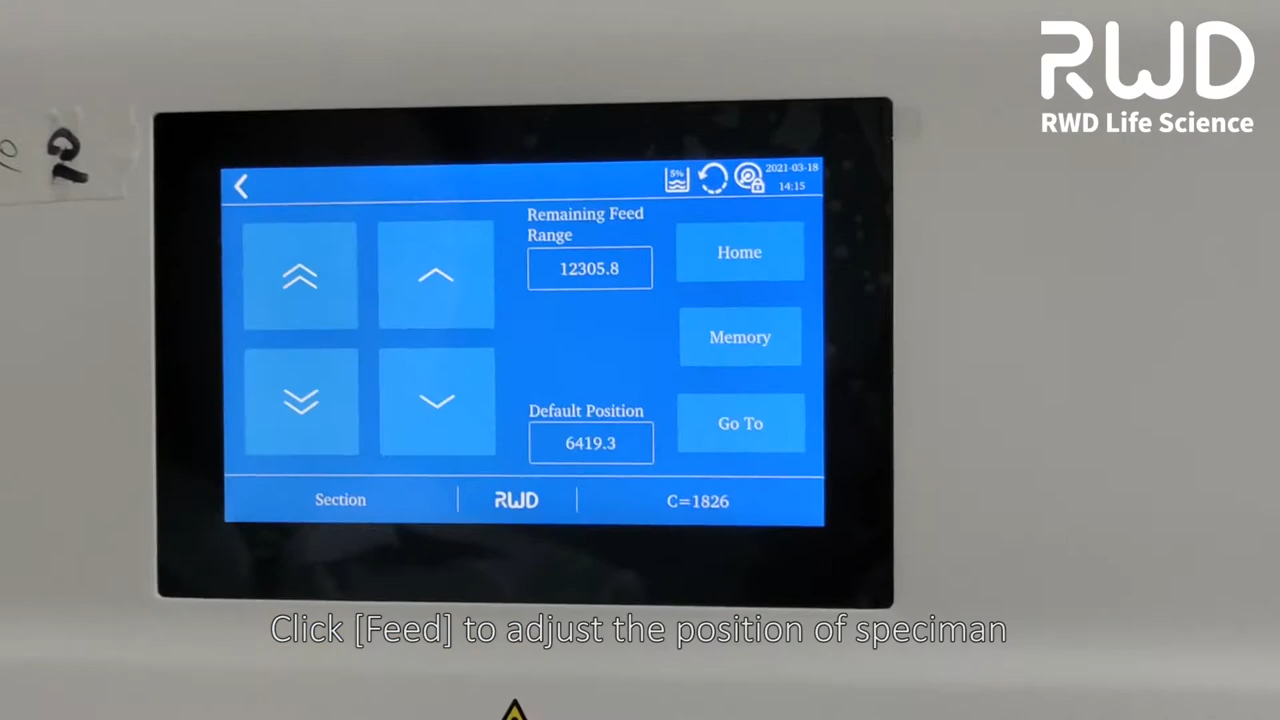 RWD
RWD Life Science
10
5%
2021-03-18
14:15
Remaining Feed
Range
12305.8
Home
Memory
Default Position
6419.3
Go To
Section
RWD
C=1826
Click [Feed] to adjust the position of speciman